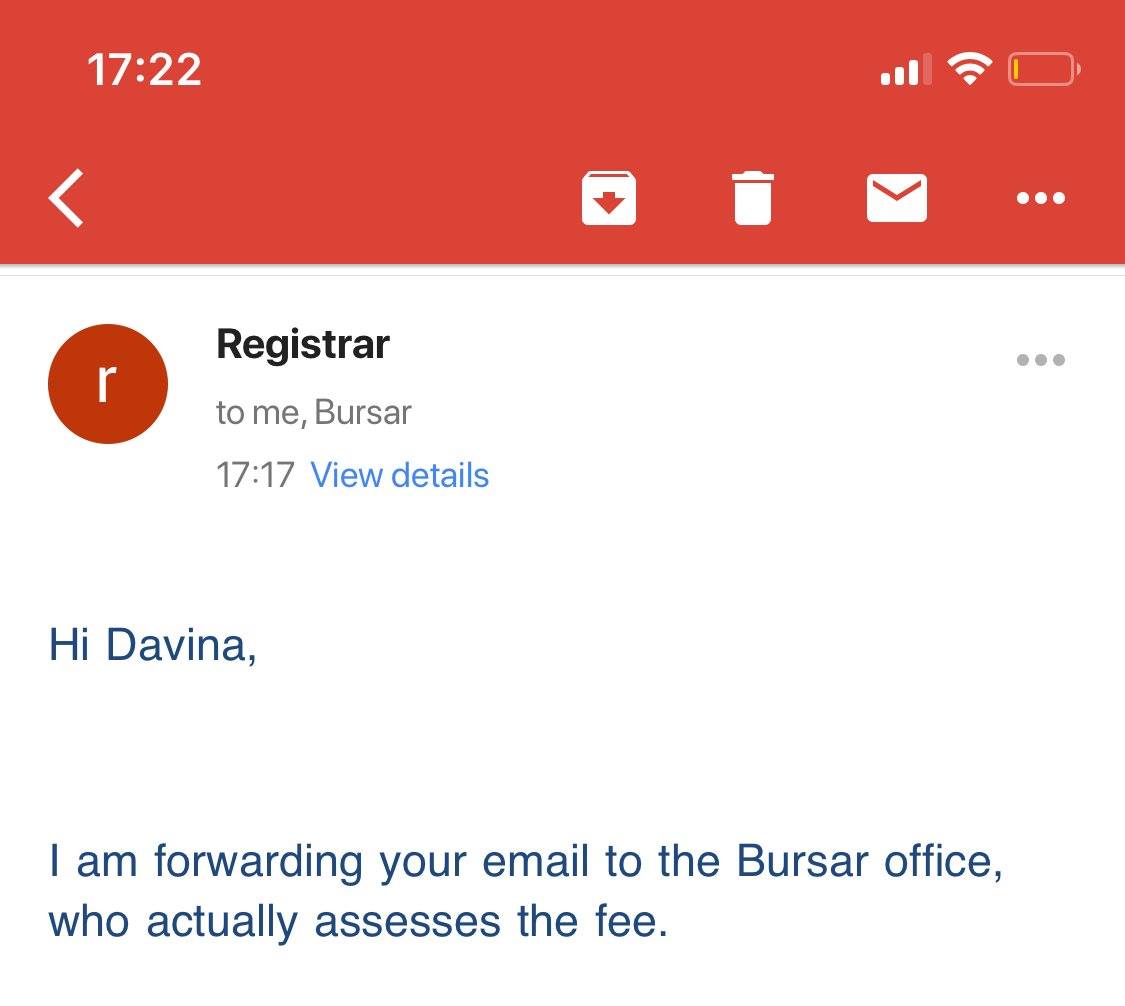 17:22
Registrar
r
to me, Bursar
17:17 View details
Hi Davina,
I am forwarding your email to the Bursar office,
who actually assesses the fee.